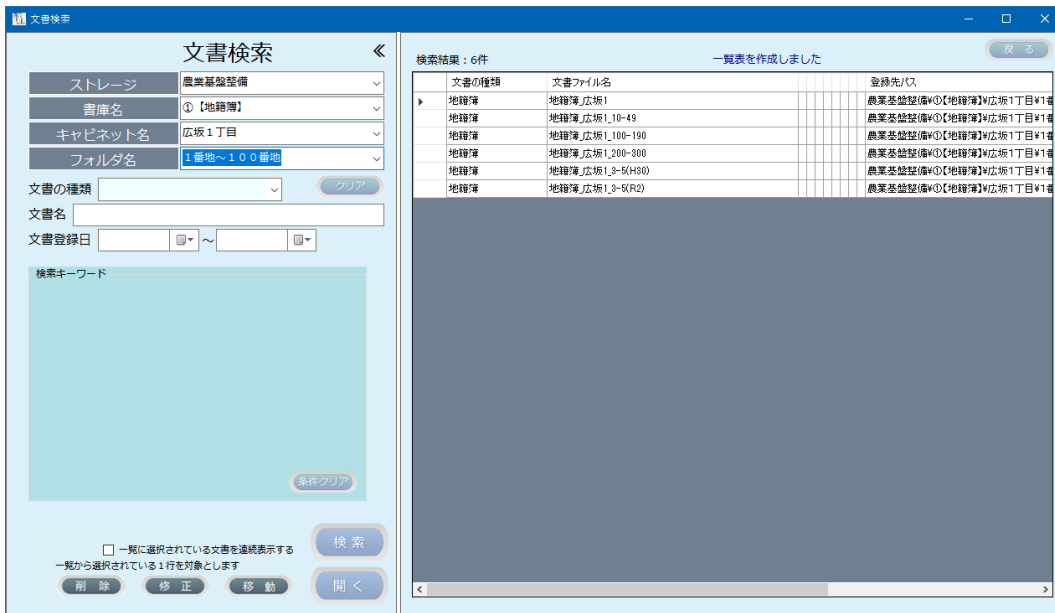 文書検索
文書検索
≪
ストレージ 農業基盤整備
書庫名 ①【地籍簿】
キャビネット名 広坂1丁目
フォルダ名 1番地~100番地
文書の種類 クリア
文書名
文書登録日 ~
検索キーワード
条件クリア
一覧に選択されている文書を連続表示する
検 索
一覧から選択されている1行を対象とします
削 除 修 正 移 動 開 く
検索結果:6件 一覧表を作成しました 戻 る
文書の種類 文書ファイル名 登録先パス
地籍簿 地籍簿_広坂1 農業基盤整備¥①【地籍簿】¥広坂1丁目¥1番
地籍簿 地籍簿_広坂1_10-49 農業基盤整備¥①【地籍簿】¥広坂1丁目¥1番
地籍簿 地籍簿_広坂1_100-190 農業基盤整備¥①【地籍簿】¥広坂1丁目¥1番
地籍簿 地籍簿_広坂1_200-300 農業基盤整備¥①【地籍簿】¥広坂1丁目¥1番
地籍簿 地籍簿_広坂1_3-5(H30) 農業基盤整備¥①【地籍簿】¥広坂1丁目¥1番
地籍簿 地籍簿_広坂1_3-5(R2) 農業基盤整備¥①【地籍簿】¥広坂1丁目¥1番